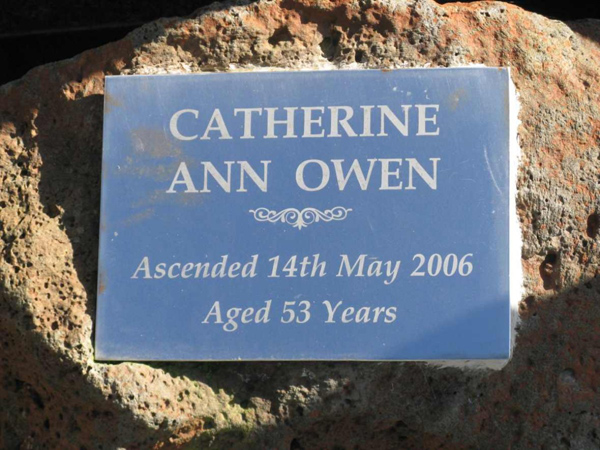 CATHERINE
ANN OWEN
Ascended 14th May 2006
Aged 53 Years